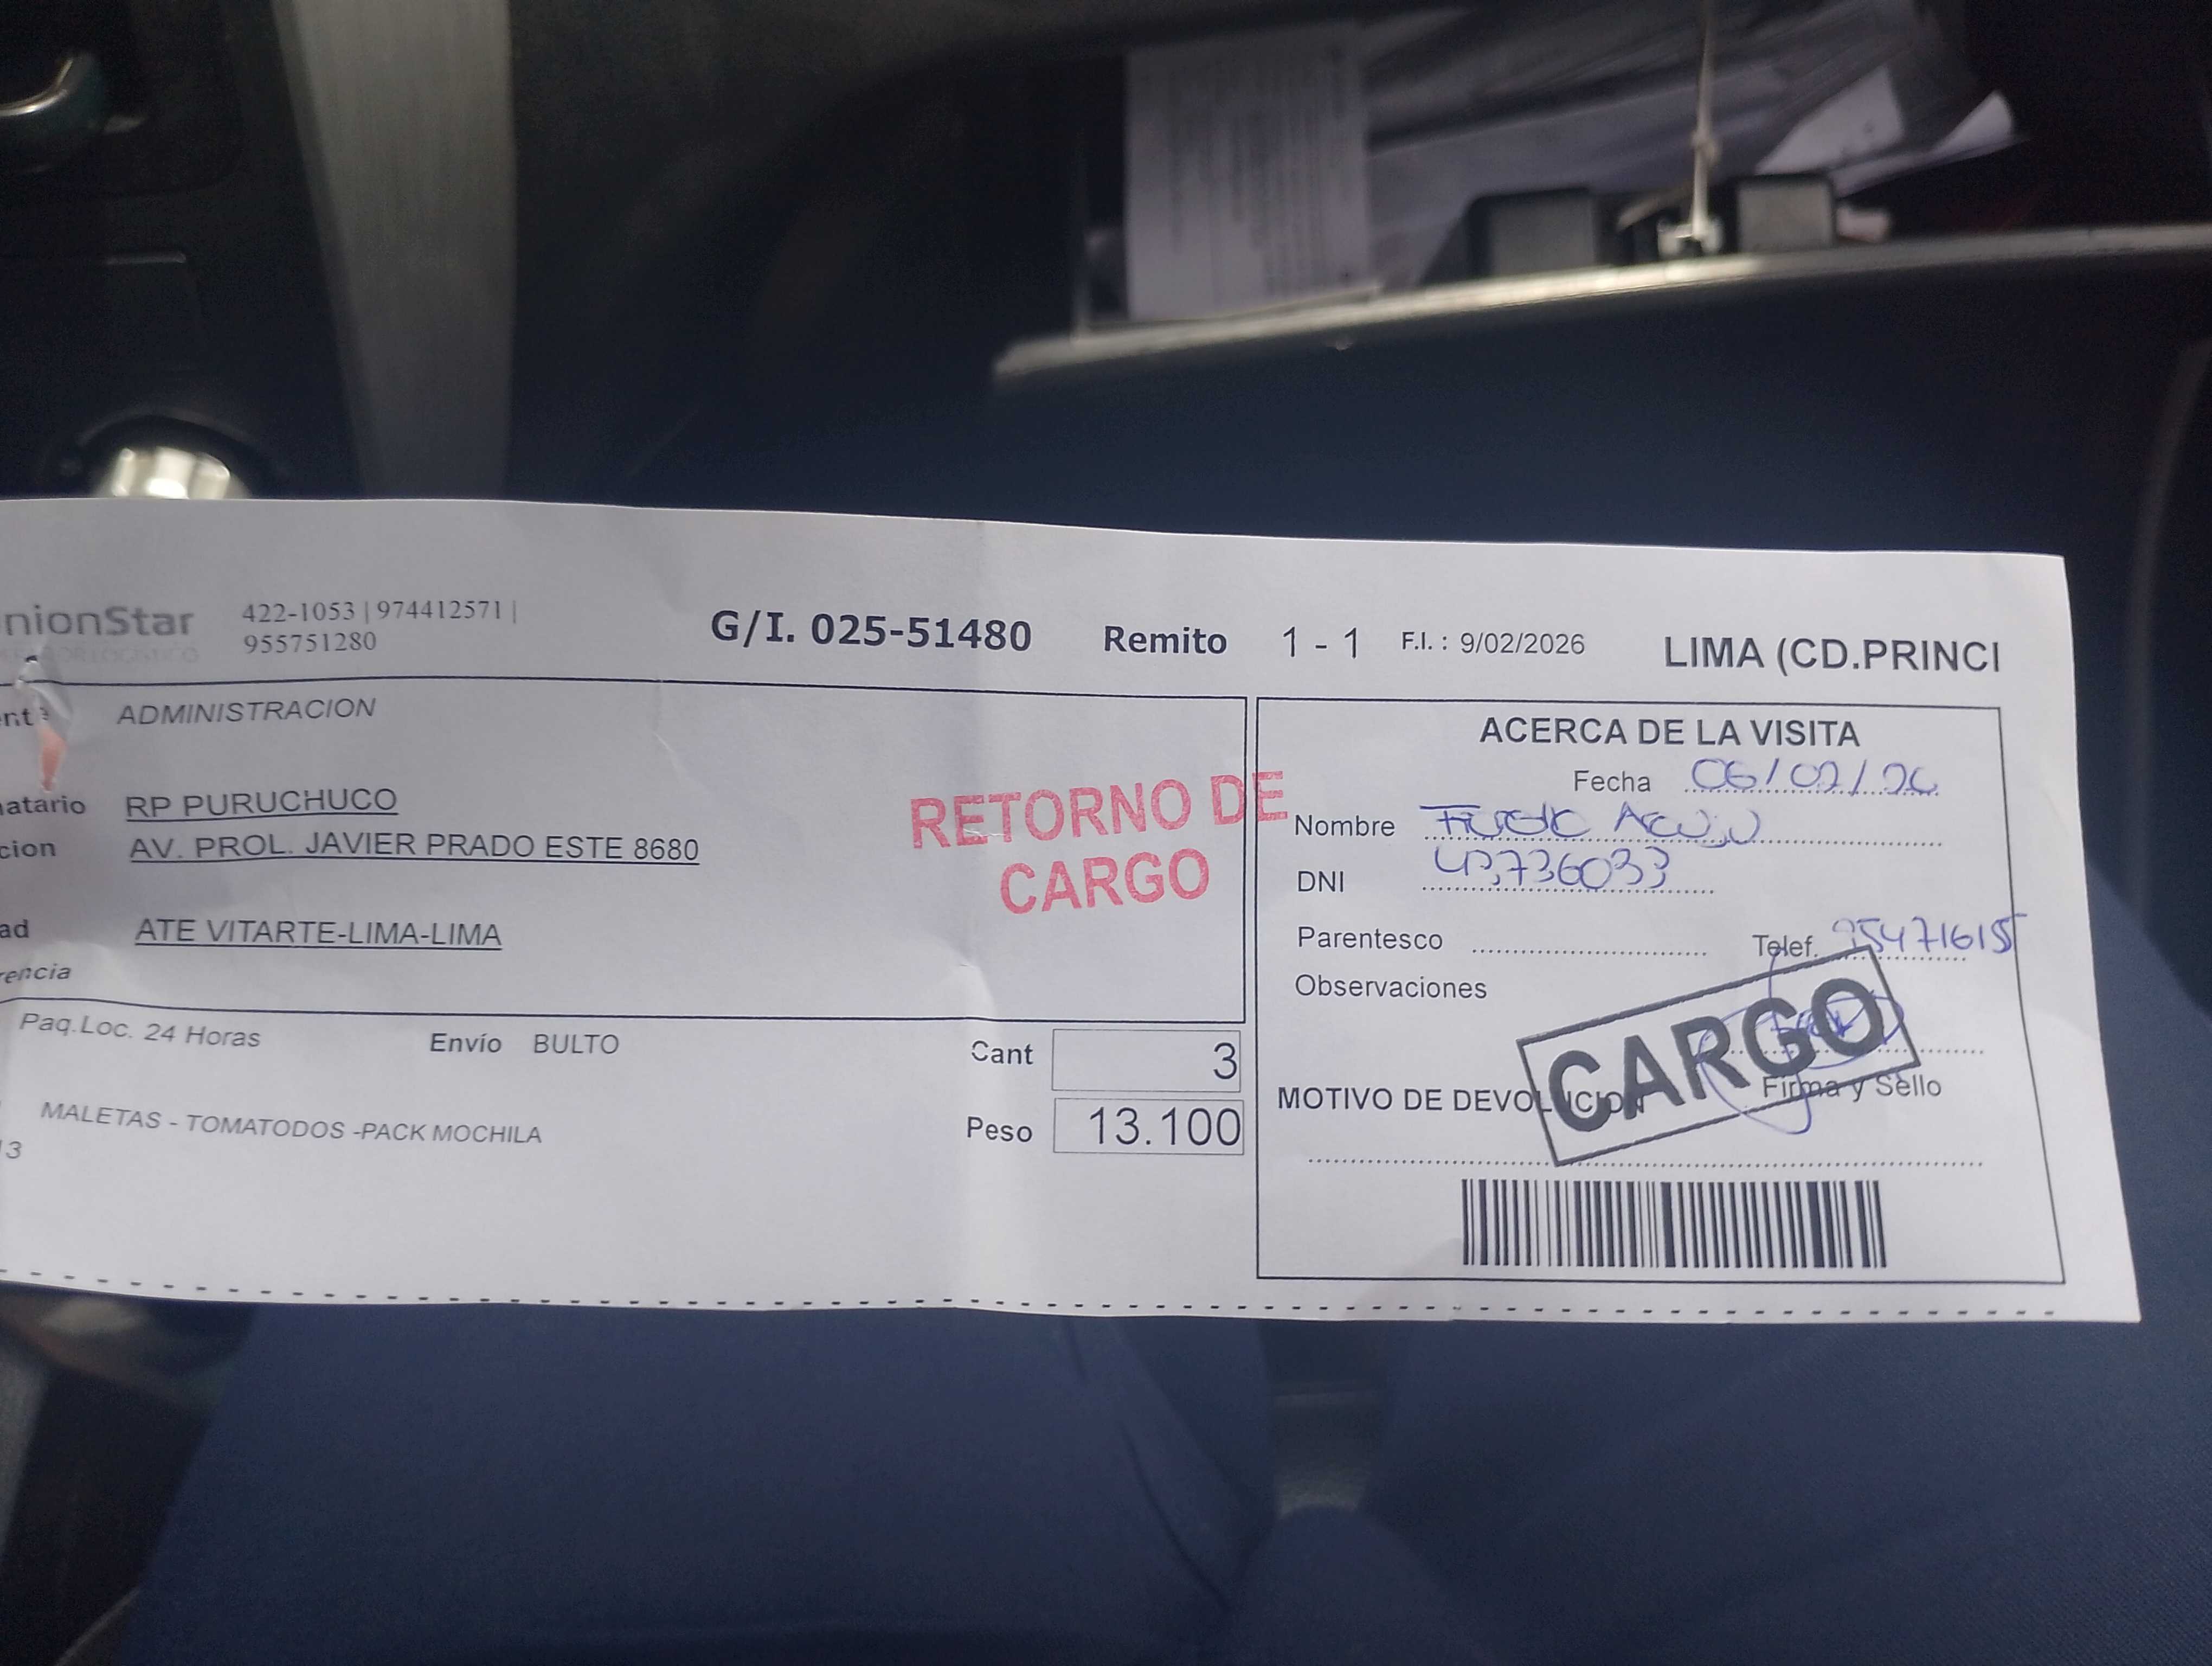 nionStar
422-1053 | 974412571 |
955751280
G/I. 025-51480 Remito 1 - 1 F.I. : 9/02/2026 LIMA (CD.PRINCI
ADMINISTRACION
atario RP PURUCHUCO
cion AV. PROL. JAVIER PRADO ESTE 8680
ad ATE VITARTE-LIMA-LIMA
rencia
RETORNO DE
CARGO
Paq.Loc. 24 Horas Envío BULTO Cant 3
MALETAS - TOMATODOS -PACK MOCHILA Peso 13.100
13
ACERCA DE LA VISITA
Fecha
Nombre
DNI
Parentesco Telef. 95471615
Observaciones
CARGO
Firma y Sello
MOTIVO DE DEVOLUCION